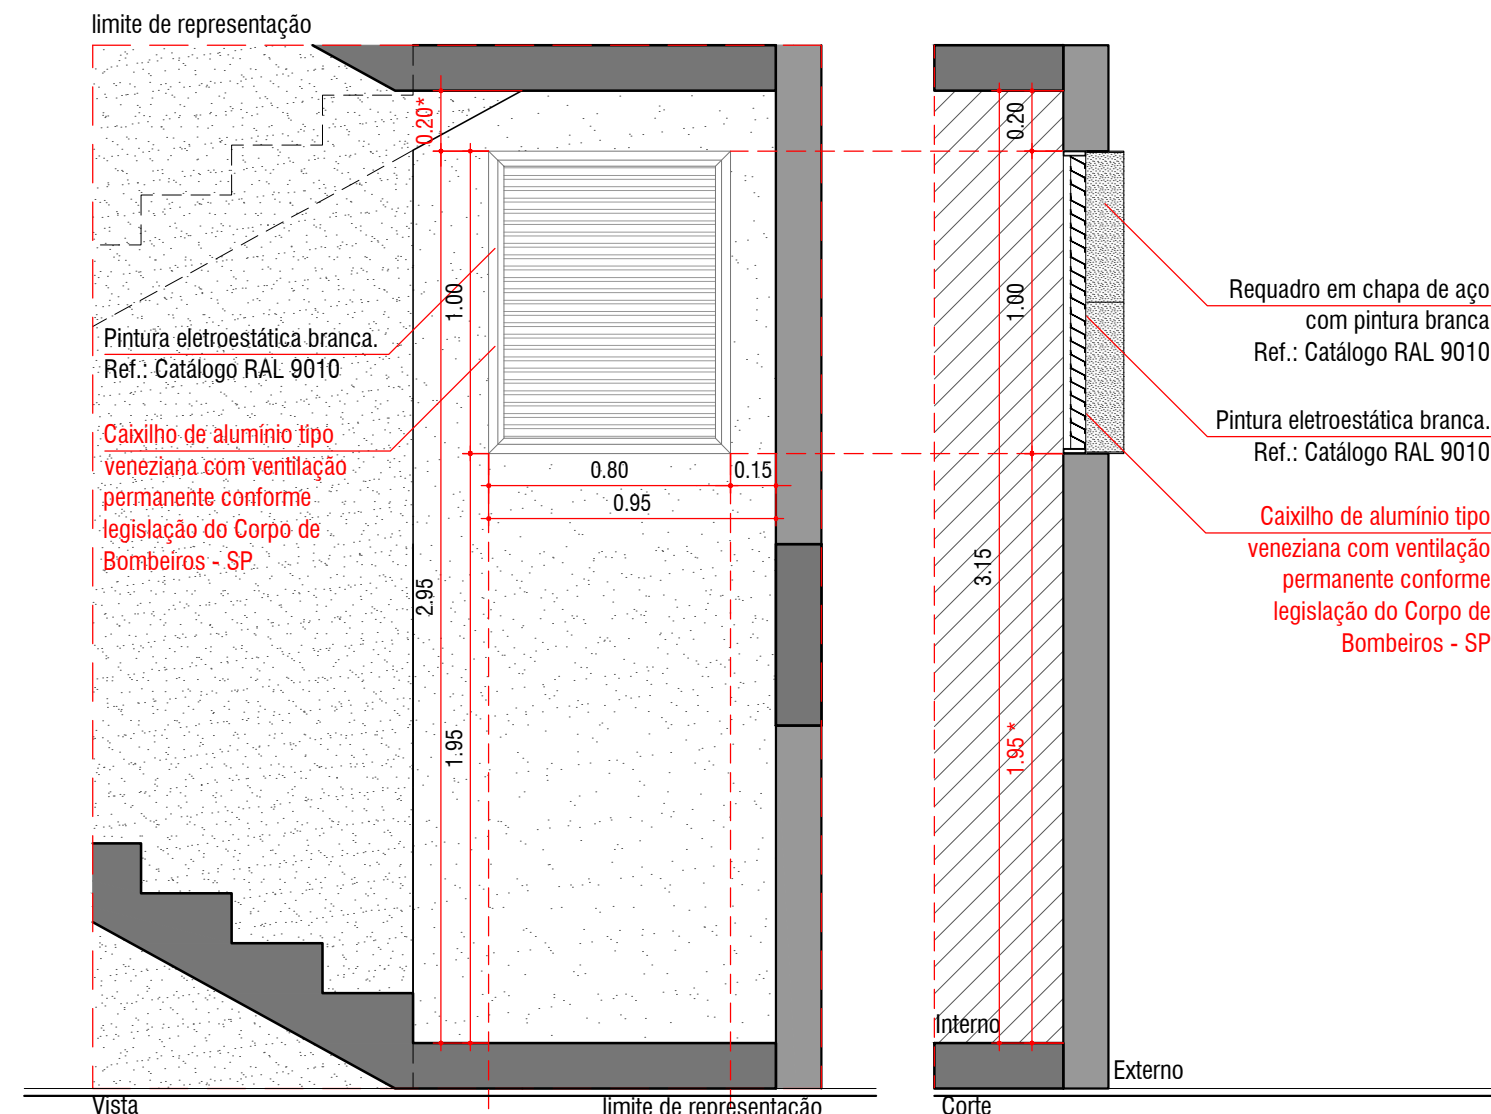 limite de representação
0.20*
1.00
2.95
1.95
0.80
0.15
0.95
Pintura eletroestática branca.
Ref.: Catálogo RAL 9010
Caixilho de alumínio tipo
veneziana com ventilação
permanente conforme
legislação do Corpo de
Bombeiros - SP
Vista
limite de representação
0.20
1.00
3.15
1.95 *
Requadro em chapa de aço
com pintura branca
Ref.: Catálogo RAL 9010
Pintura eletroestática branca.
Ref.: Catálogo RAL 9010
Caixilho de alumínio tipo
veneziana com ventilação
permanente conforme
legislação do Corpo de
Bombeiros - SP
Interno
Externo
Corte